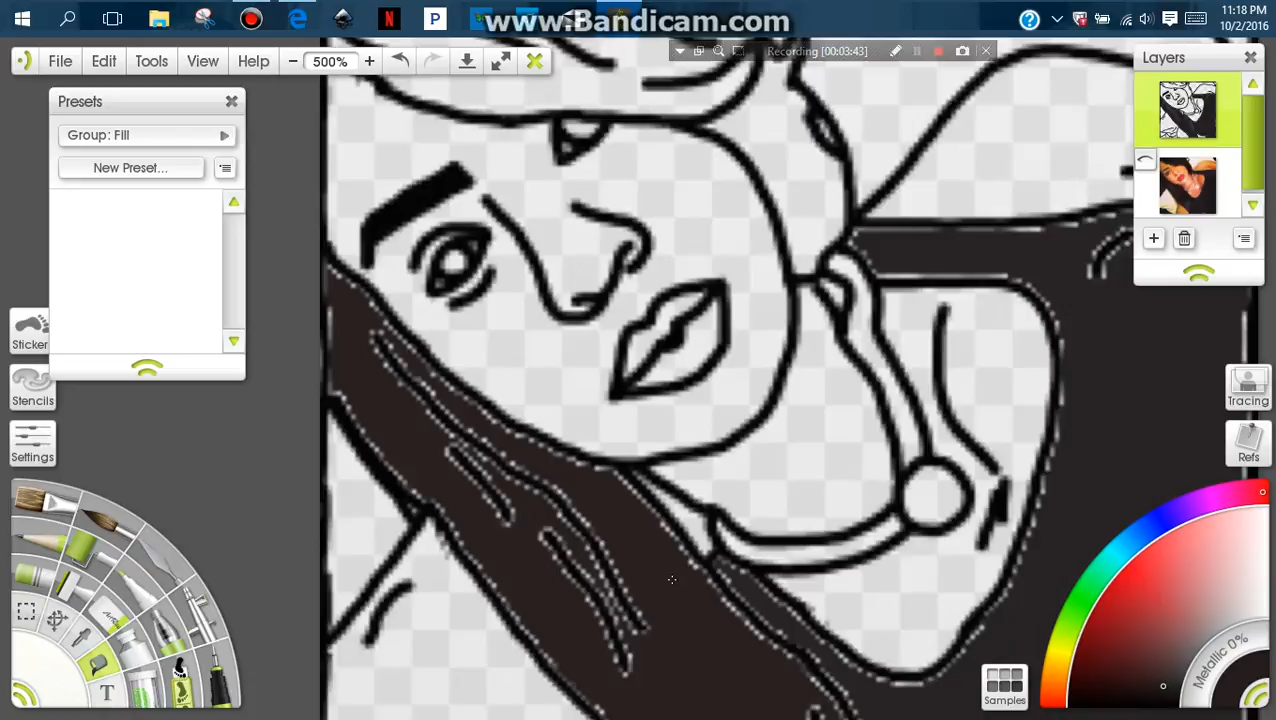 www.Bandicam.com
11:18 PM
10/2/2016
Recording [00:03:43]
File Edit Tools View Help
500%
Layers
Presets
Group: Fill
New Preset...
Sticker
Stencils
Settings
Tracing
Refs
Samples
Metallic 0%
T
N
P